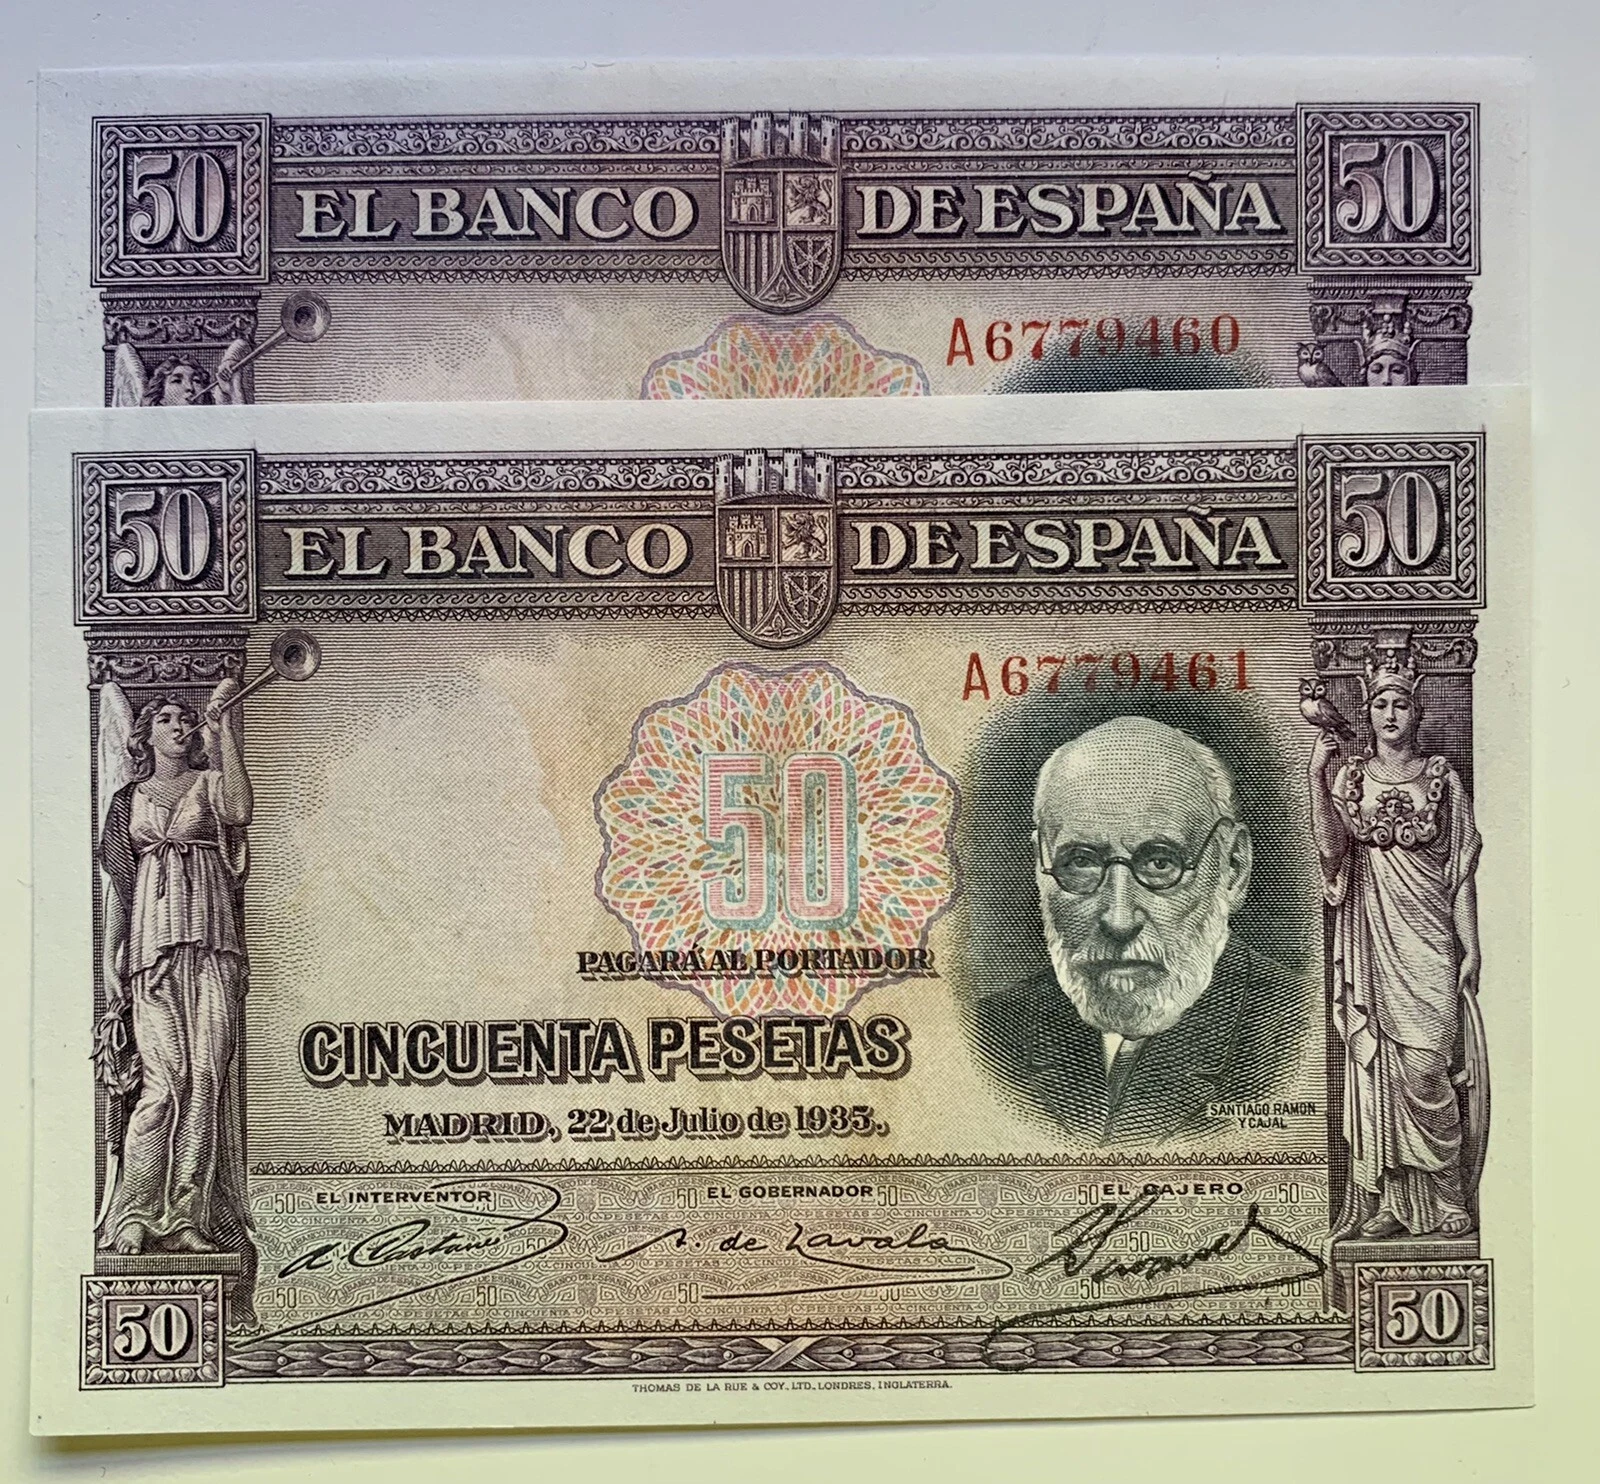 50 EL BANCO DE ESPAÑA 50
A6779460
50 EL BANCO DE ESPAÑA 50
A6779461
50
PAGARÁ AL PORTADOR
CINCUENTA PESETAS
MADRID, 22 de Julio de 1935.
SANTIAGO RAMON
Y CAJAL
EL INTERVENTOR EL GOBERNADOR EL CAJERO
A. de Zavala
50 50
THOMAS DE LA RUE & COY. LTD. LONDRES. INGLATERRA.